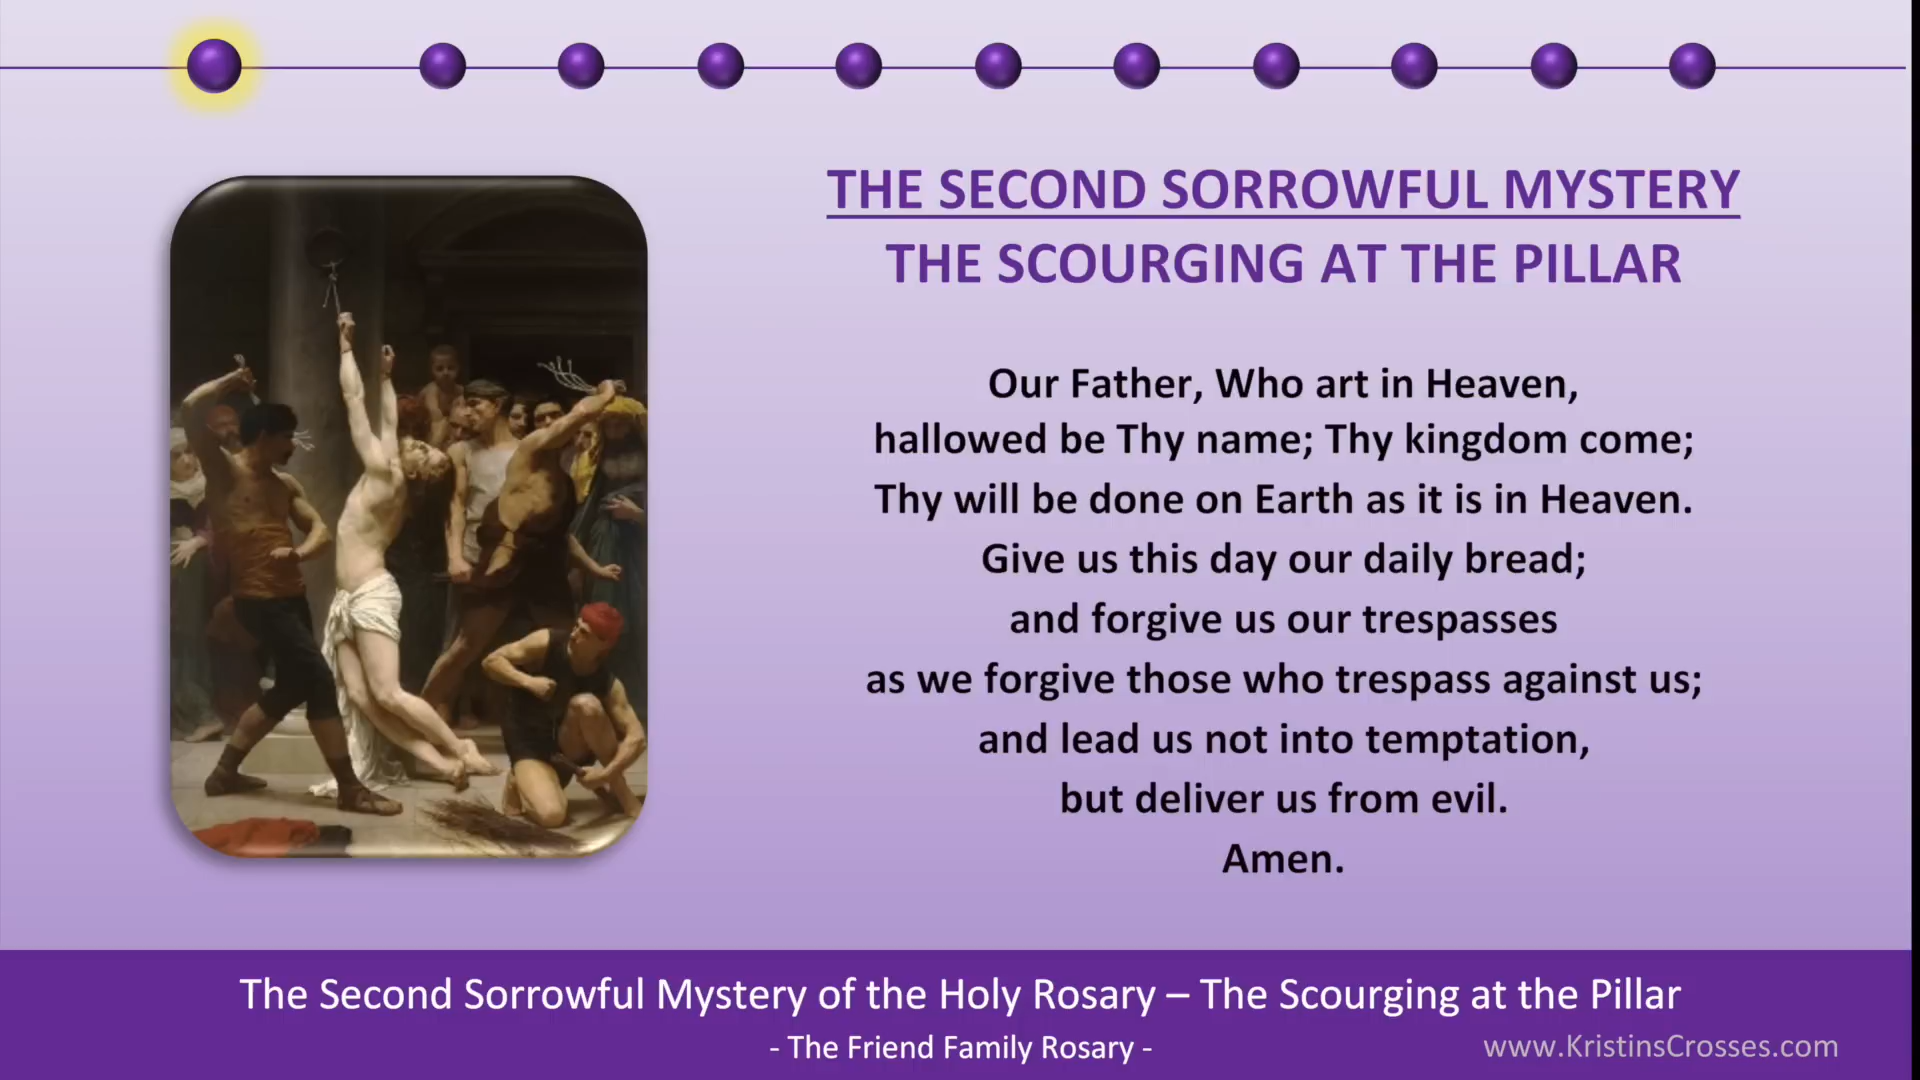 THE SECOND SORROWFUL MYSTERY
THE SCOURGING AT THE PILLAR
Our Father, Who art in Heaven,
hallowed be Thy name; Thy kingdom come;
Thy will be done on Earth as it is in Heaven.
Give us this day our daily bread;
and forgive us our trespasses
as we forgive those who trespass against us;
and lead us not into temptation,
but deliver us from evil.
Amen.
The Second Sorrowful Mystery of the Holy Rosary – The Scourging at the Pillar
- The Friend Family Rosary -
www.KristinsCrosses.com